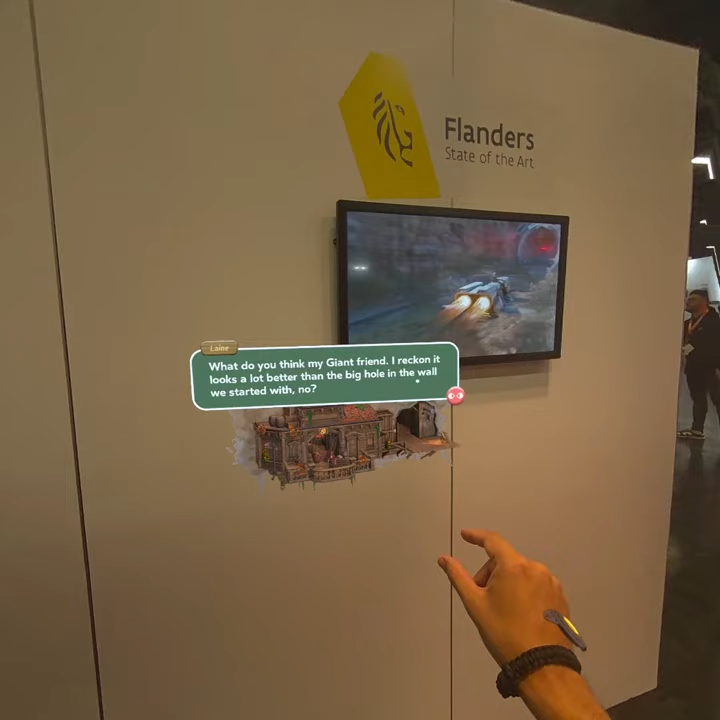 Flanders
State of the Art
Laine
What do you think my Giant friend. I reckon it
looks a lot better than the big hole in the wall
we started with, no?